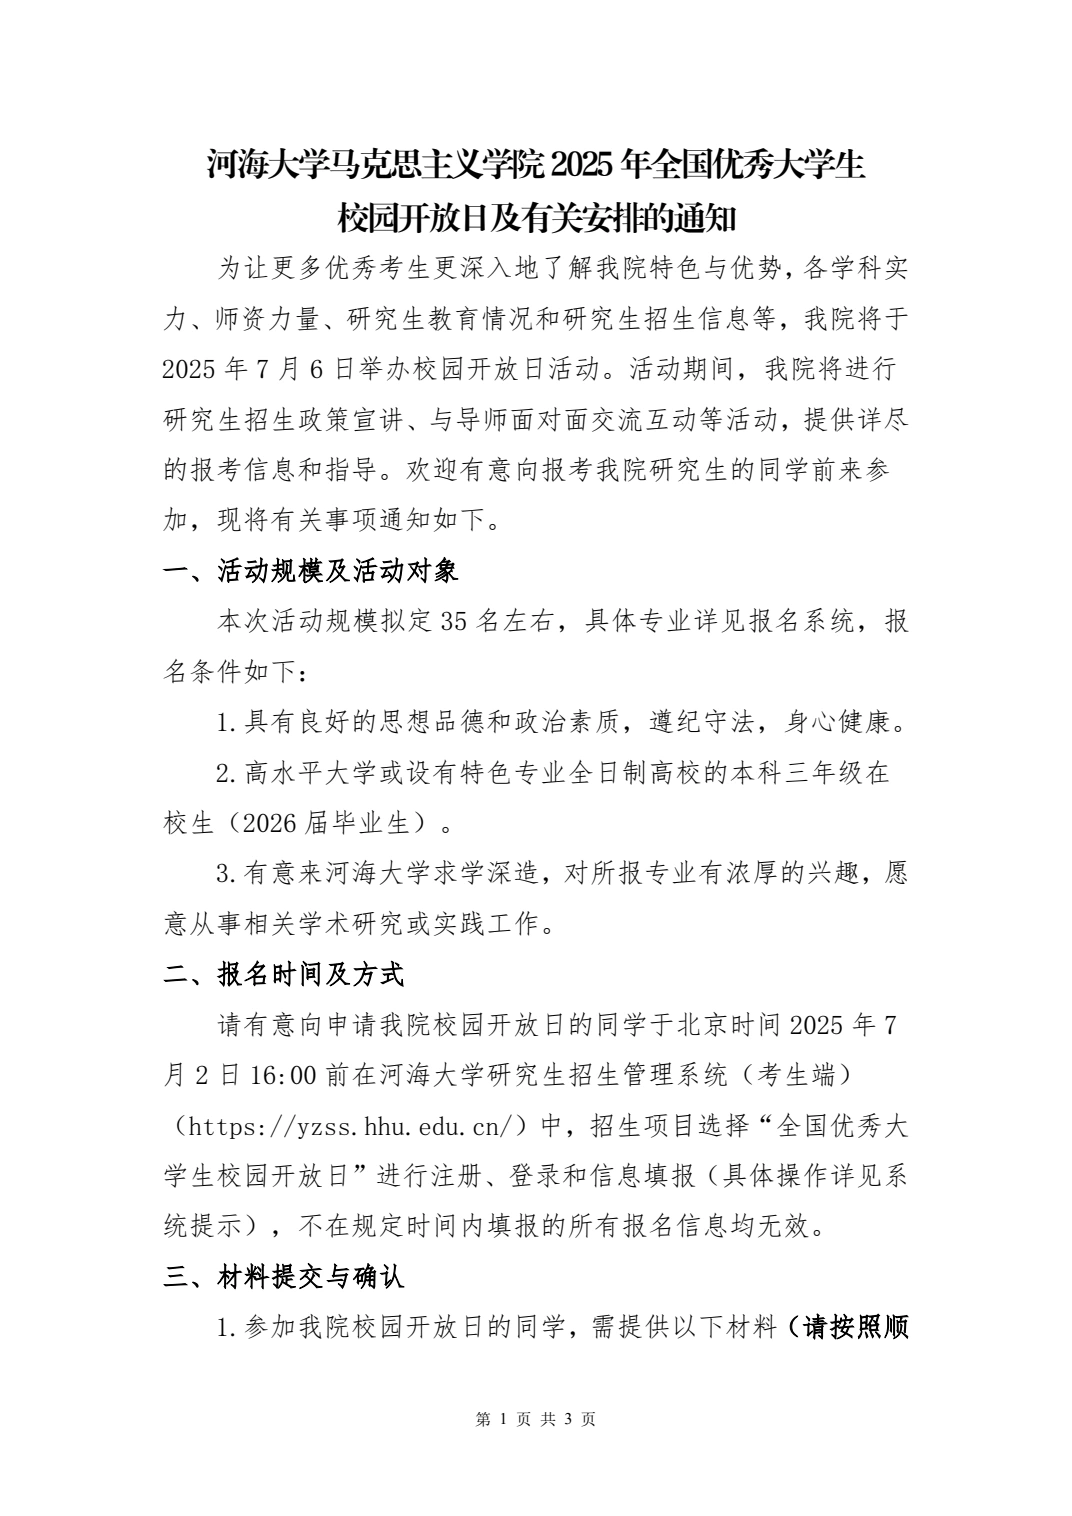 河海大学马克思主义学院 2025 年全国优秀大学生
校园开放日及有关安排的通知
为让更多优秀考生更深入地了解我院特色与优势，各学科实
力、师资力量、研究生教育情况和研究生招生信息等，我院将于
2025 年 7 月 6 日举办校园开放日活动。活动期间，我院将进行
研究生招生政策宣讲、与导师面对面交流互动等活动，提供详尽
的报考信息和指导。欢迎有意向报考我院研究生的同学前来参
加，现将有关事项通知如下。
一、活动规模及活动对象
本次活动规模拟定 35 名左右，具体专业详见报名系统，报
名条件如下：
1.具有良好的思想品德和政治素质，遵纪守法，身心健康。
2.高水平大学或设有特色专业全日制高校的本科三年级在
校生（2026 届毕业生）。
3.有意来河海大学求学深造，对所报专业有浓厚的兴趣，愿
意从事相关学术研究或实践工作。
二、报名时间及方式
请有意向申请我院校园开放日的同学于北京时间 2025 年 7
月 2 日 16:00 前在河海大学研究生招生管理系统（考生端）
（https://yzss.hhu.edu.cn/）中，招生项目选择“全国优秀大
学生校园开放日”进行注册、登录和信息填报（具体操作详见系
统提示），不在规定时间内填报的所有报名信息均无效。
三、材料提交与确认
1.参加我院校园开放日的同学，需提供以下材料（请按照顺
第 1 页 共 3 页